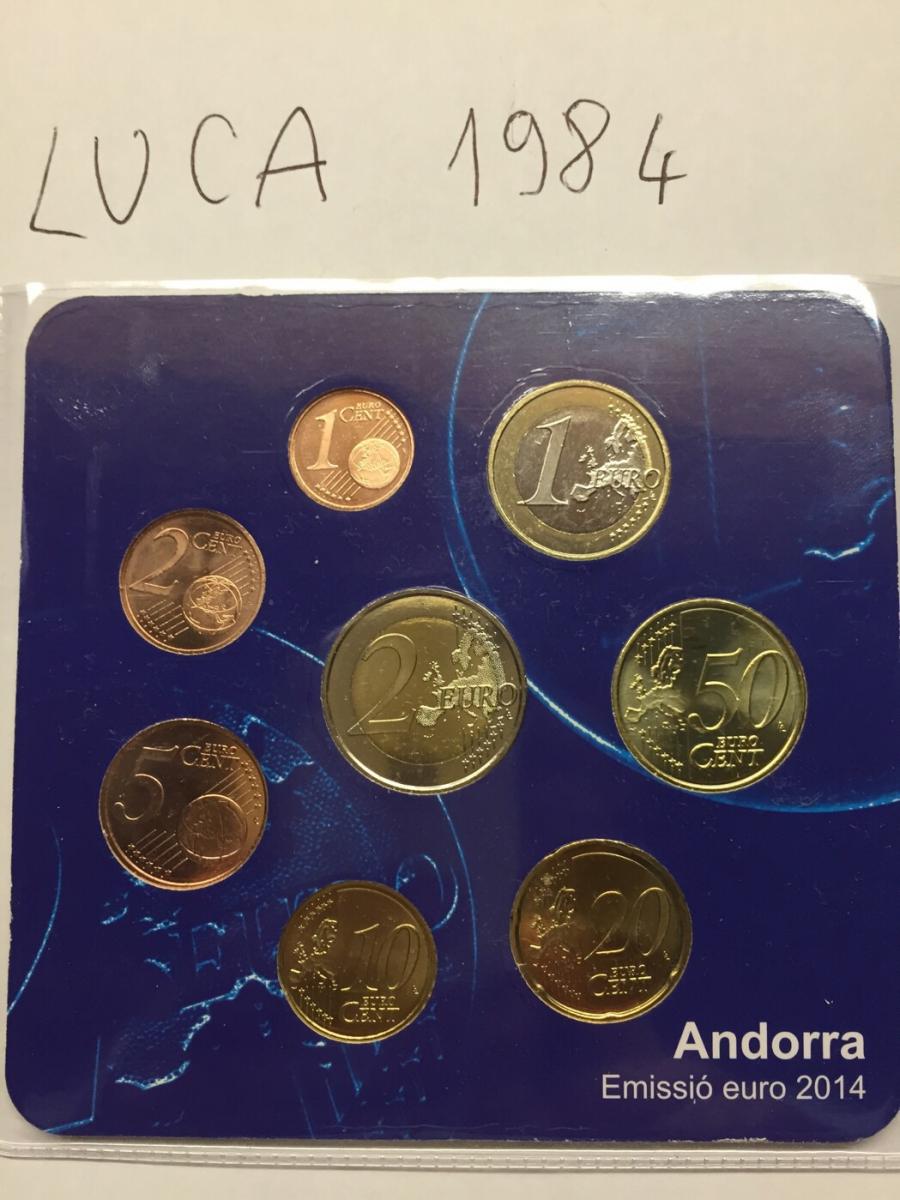 LUCA 1984
1 EURO CENT
1 EURO
2 EURO CENT
2 EURO
50 EURO CENT
5 EURO CENT
10 EURO CENT
20 EURO CENT
Andorra
Emissió euro 2014